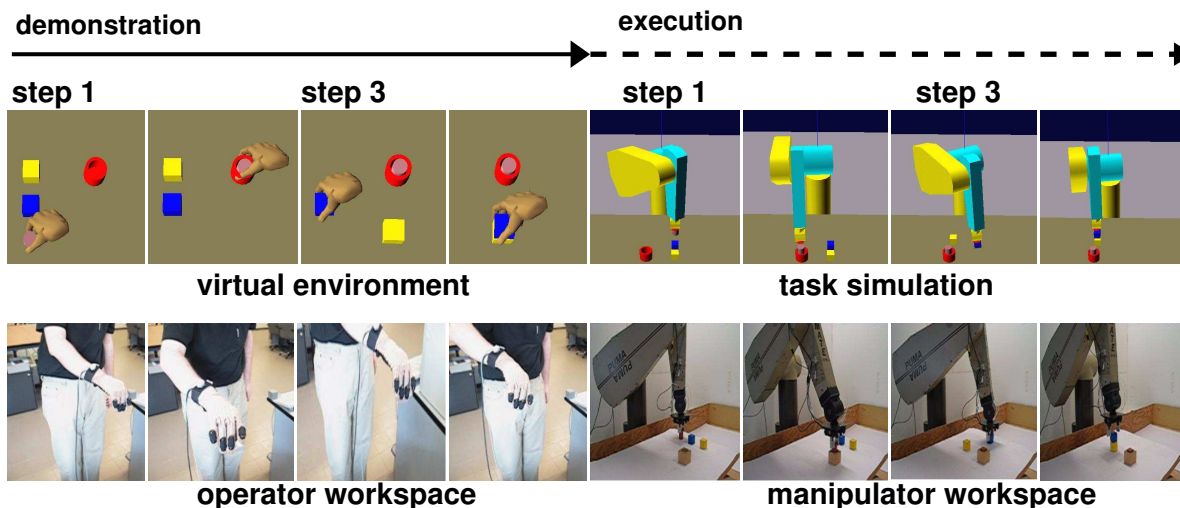 demonstration
execution
step 1
step 3
step 1
step 3
virtual environment
task simulation
PUMA
PUMA
PUMA
PUMA
operator workspace
manipulator workspace